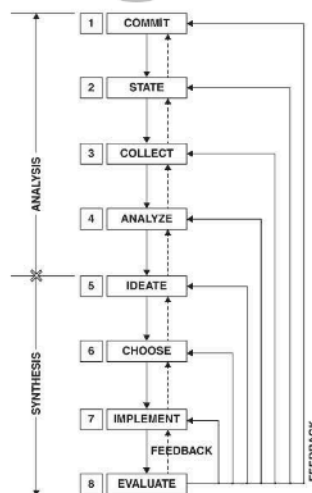 1 COMMIT
2 STATE
3 COLLECT
ANALYSIS
4 ANALYZE
5 IDEATE
6 CHOOSE
SYNTHESIS
7 IMPLEMENT
FEEDBACK
FEEDBACK
8 EVALUATE